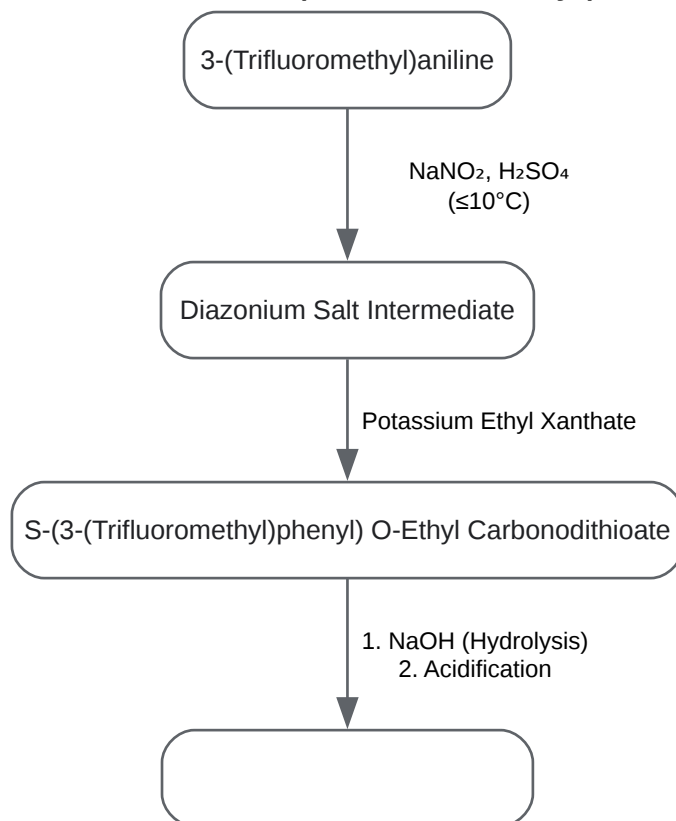 3-(Trifluoromethyl)aniline
NaNO₂, H₂SO₄
(≤10°C)
Diazonium Salt Intermediate
Potassium Ethyl Xanthate
S-(3-(Trifluoromethyl)phenyl) O-Ethyl Carbonodithioate
1. NaOH (Hydrolysis)
2. Acidification